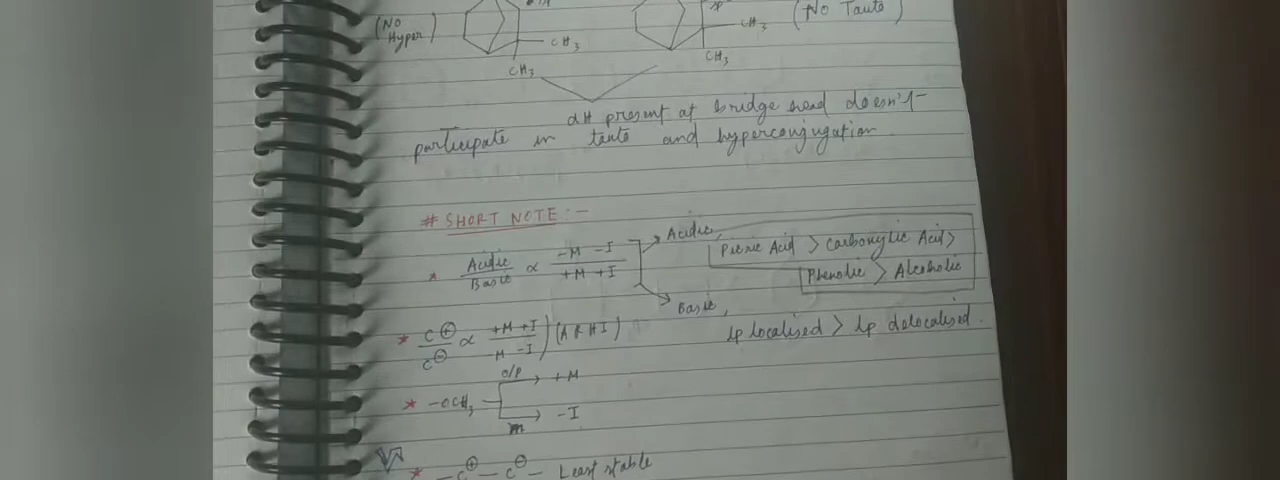 (No Hyper)
CH3
CH3
CH3
CH3
(No Tauto)
αH present at bridge head doesn't
participate in tauto and hyperconjugation.
# SHORT NOTE :-
* Acidic/Basic ∝ -M -I/+M +I
Acidic, Picric Acid > Carboxylic Acid >
Phenolic > Alcoholic
Basic, lp localised > lp delocalised.
* C⊕/C⊖ ∝ +M +I/-M -I) (A R H I)
* -OCH3 o/p → +M
m → -I
* -C⊕-C⊖- Least stable